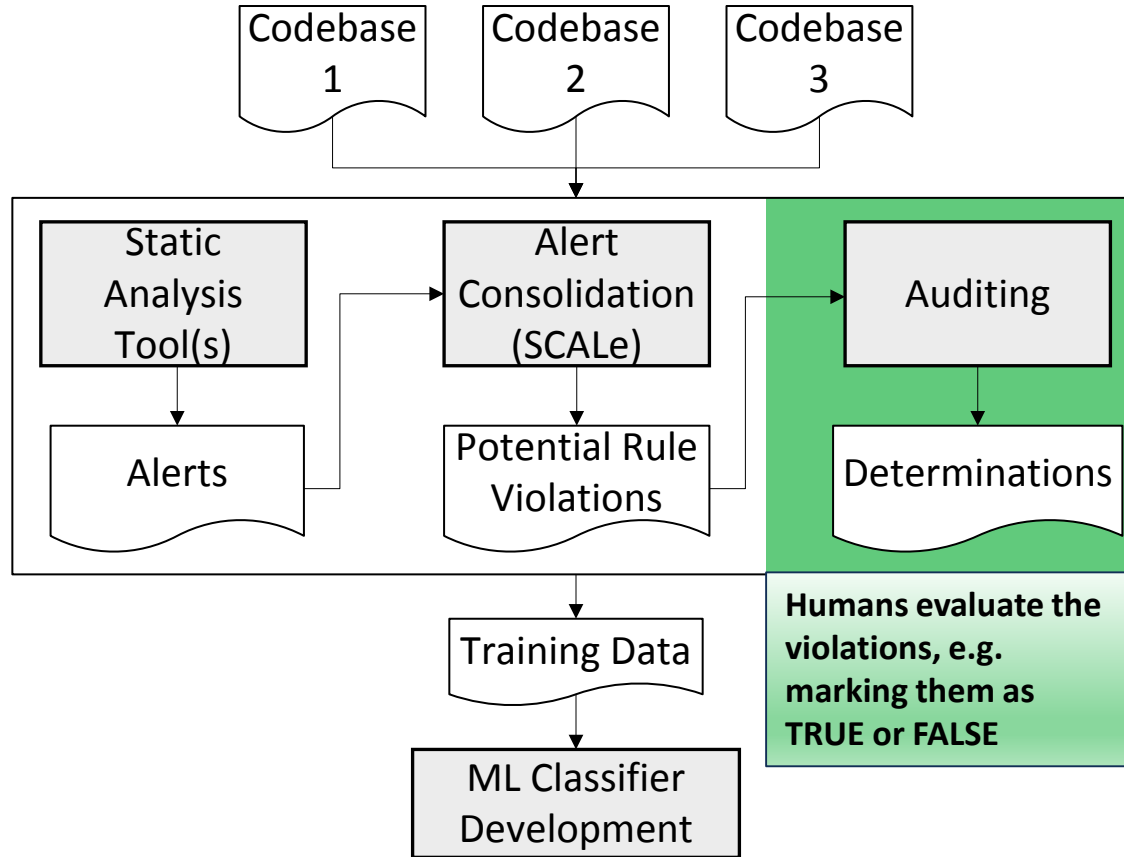 Codebase
1
Codebase
2
Codebase
3
Static
Analysis
Tool(s)
Alert
Consolidation
(SCALe)
Auditing
Alerts
Potential Rule
Violations
Determinations
Humans evaluate the
violations, e.g.
marking them as
TRUE or FALSE
Training Data
ML Classifier
Development